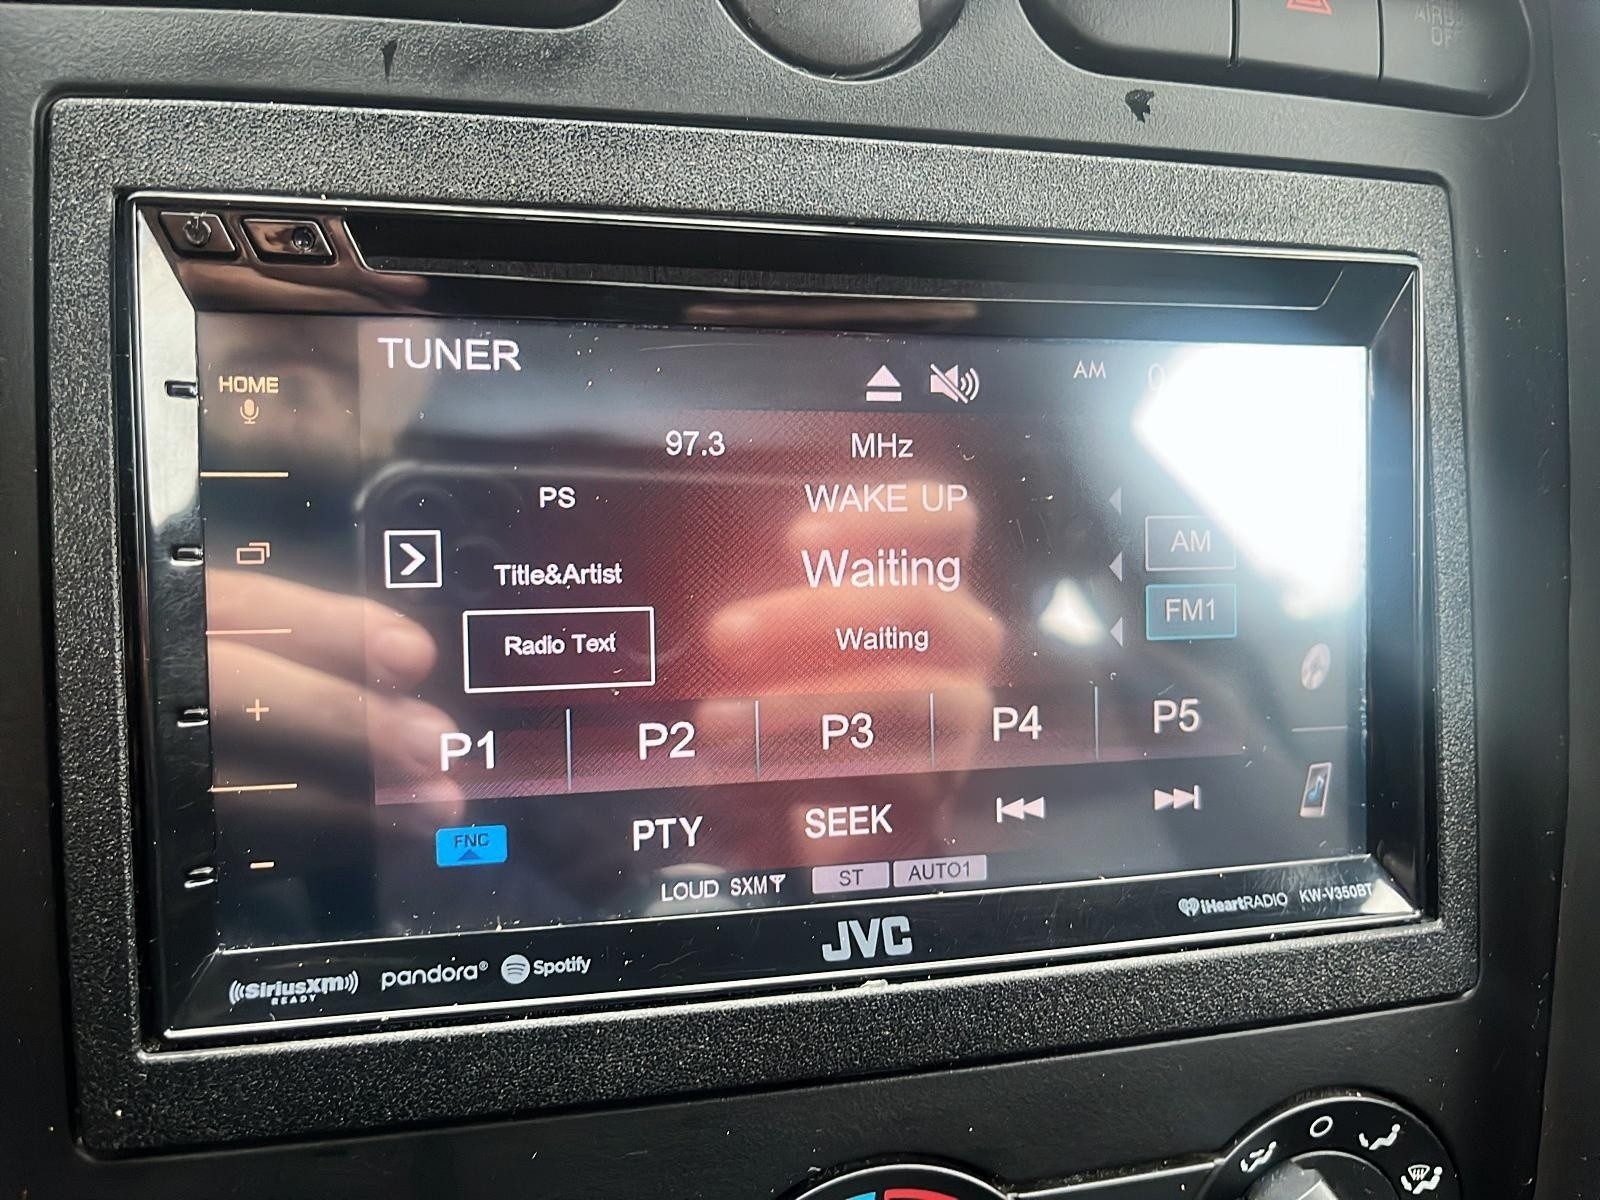 TUNER
HOME
AM
97.3 MHz
PS WAKE UP
Title&Artist Waiting
AM
Radio Text Waiting
FM1
P1 P2 P3 P4 P5
FNC PTY SEEK
LOUD SXM ST AUTO1
JVC
iHeartRADIO KW-V350BT
((SiriusXM)) READY pandora® Spotify